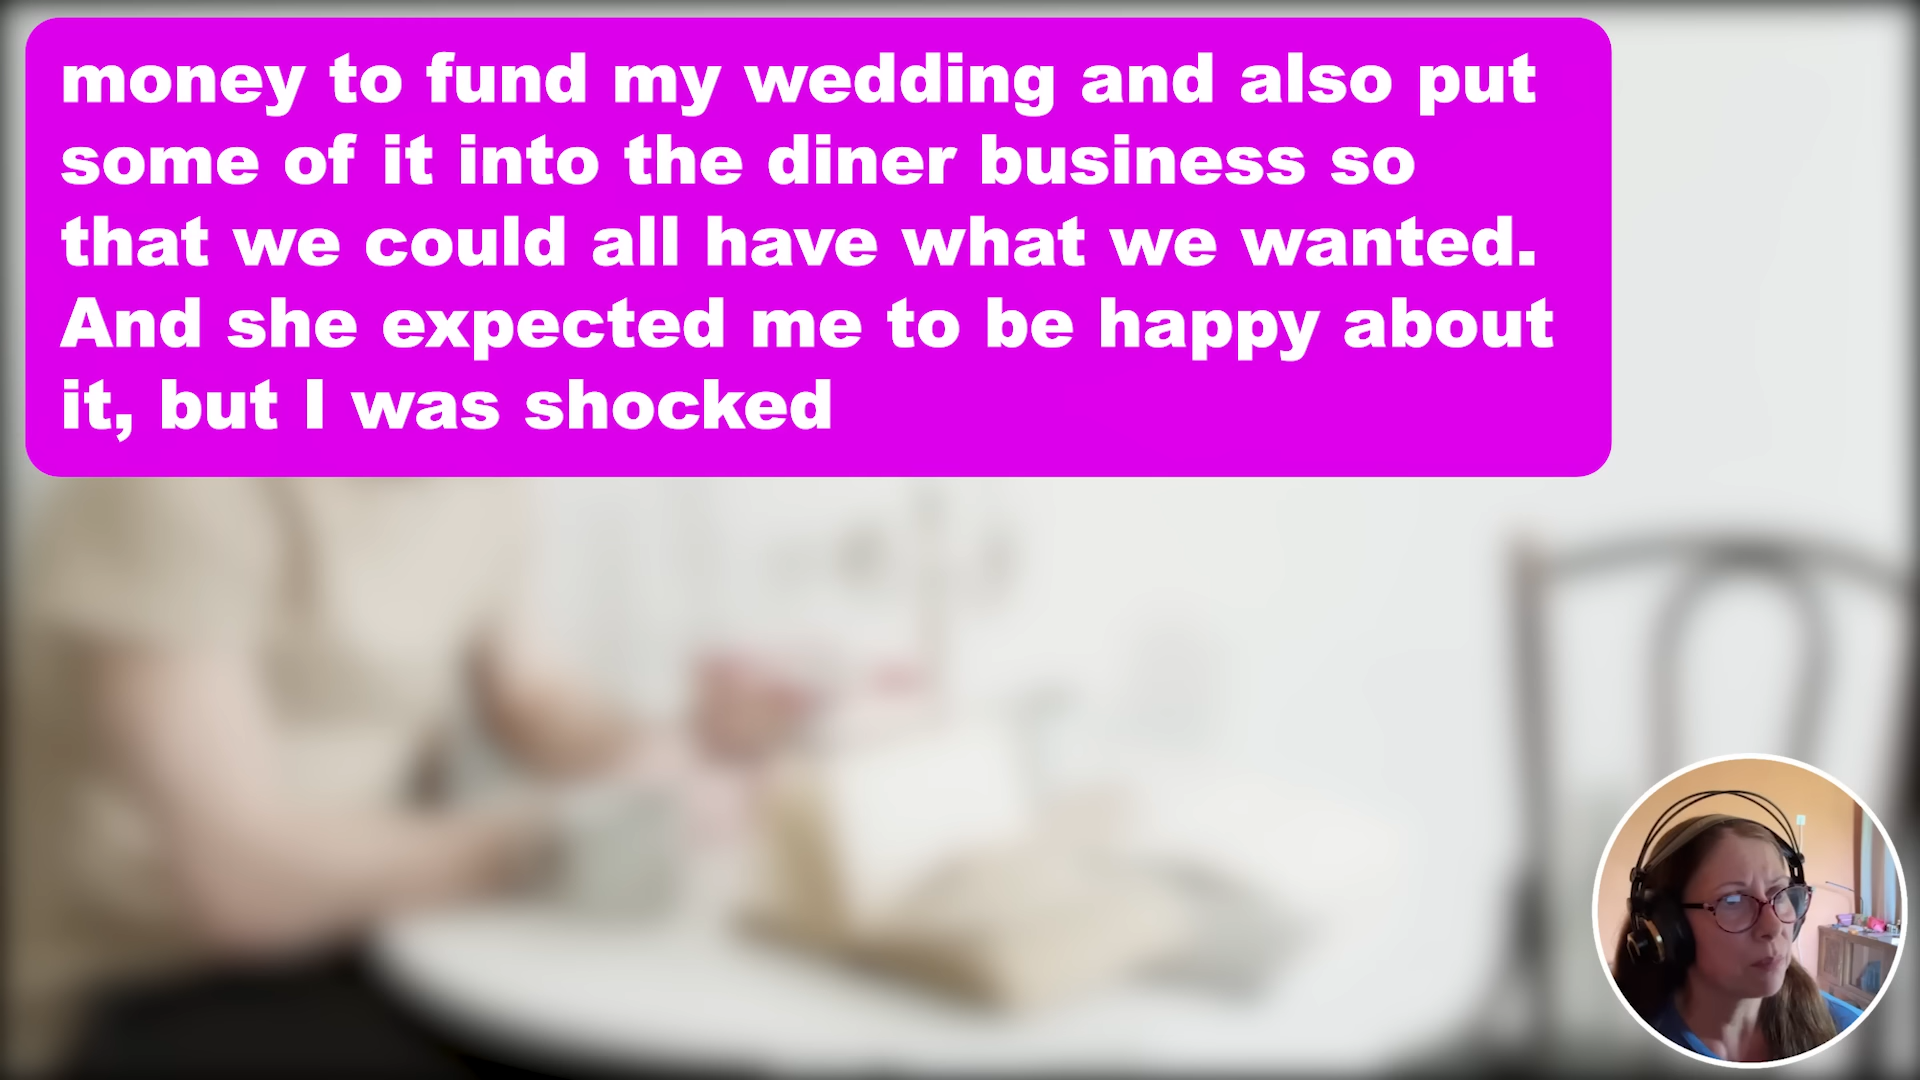 money to fund my wedding and also put
some of it into the diner business so
that we could all have what we wanted.
And she expected me to be happy about
it, but I was shocked